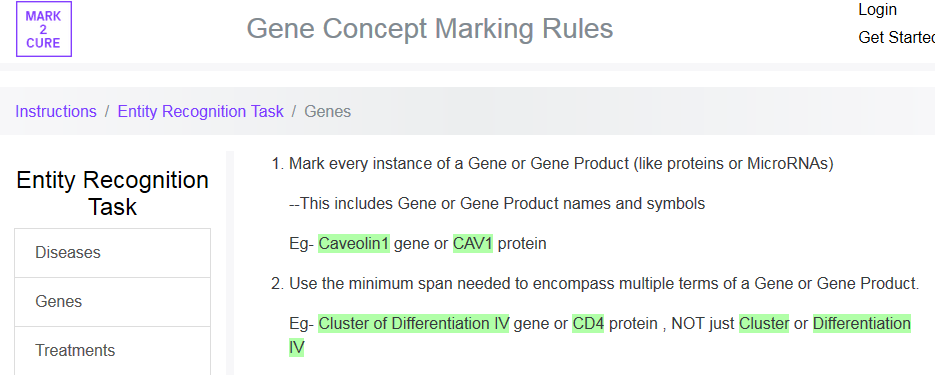 MARK
2
CURE
Gene Concept Marking Rules
Login
Get Started
Instructions / Entity Recognition Task / Genes
Entity Recognition
Task
Diseases
Genes
Treatments
1. Mark every instance of a Gene or Gene Product (like proteins or MicroRNAs)
--This includes Gene or Gene Product names and symbols
Eg- Caveolin1 gene or CAV1 protein
2. Use the minimum span needed to encompass multiple terms of a Gene or Gene Product.
Eg- Cluster of Differentiation IV gene or CD4 protein , NOT just Cluster or Differentiation
IV